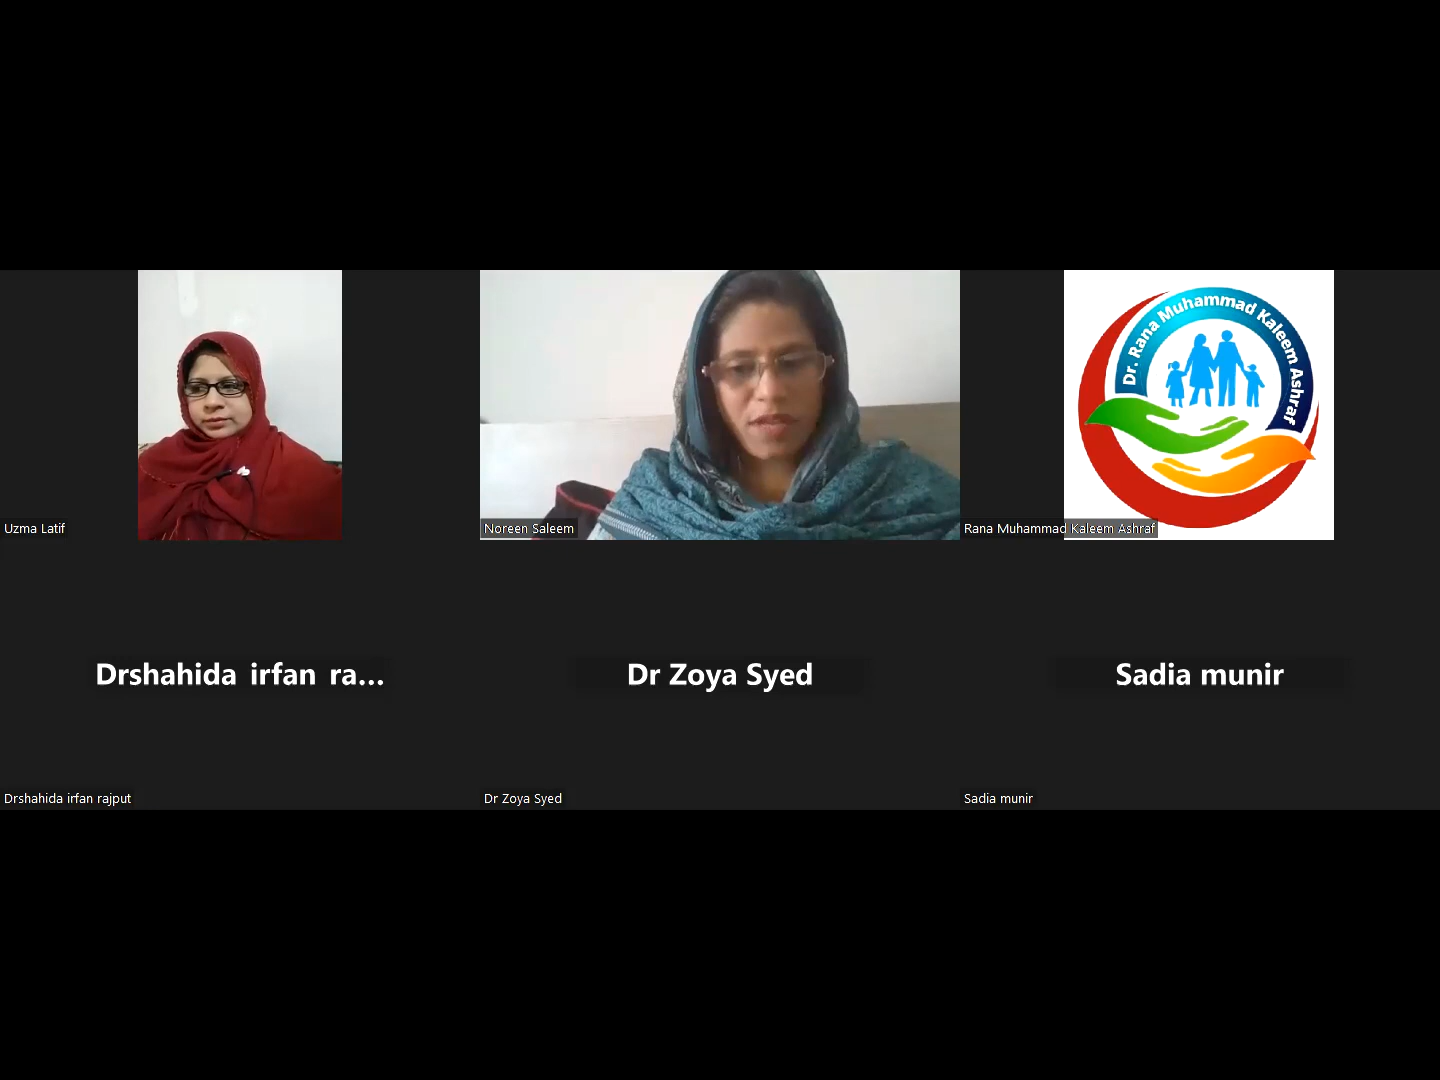 Dr. Rana Muhammad Kaleem Ashraf
Uzma Latif
Noreen Saleem
Rana Muhammad Kaleem Ashraf
Drshahida irfan ra...
Dr Zoya Syed
Sadia munir
Drshahida irfan rajput
Dr Zoya Syed
Sadia munir